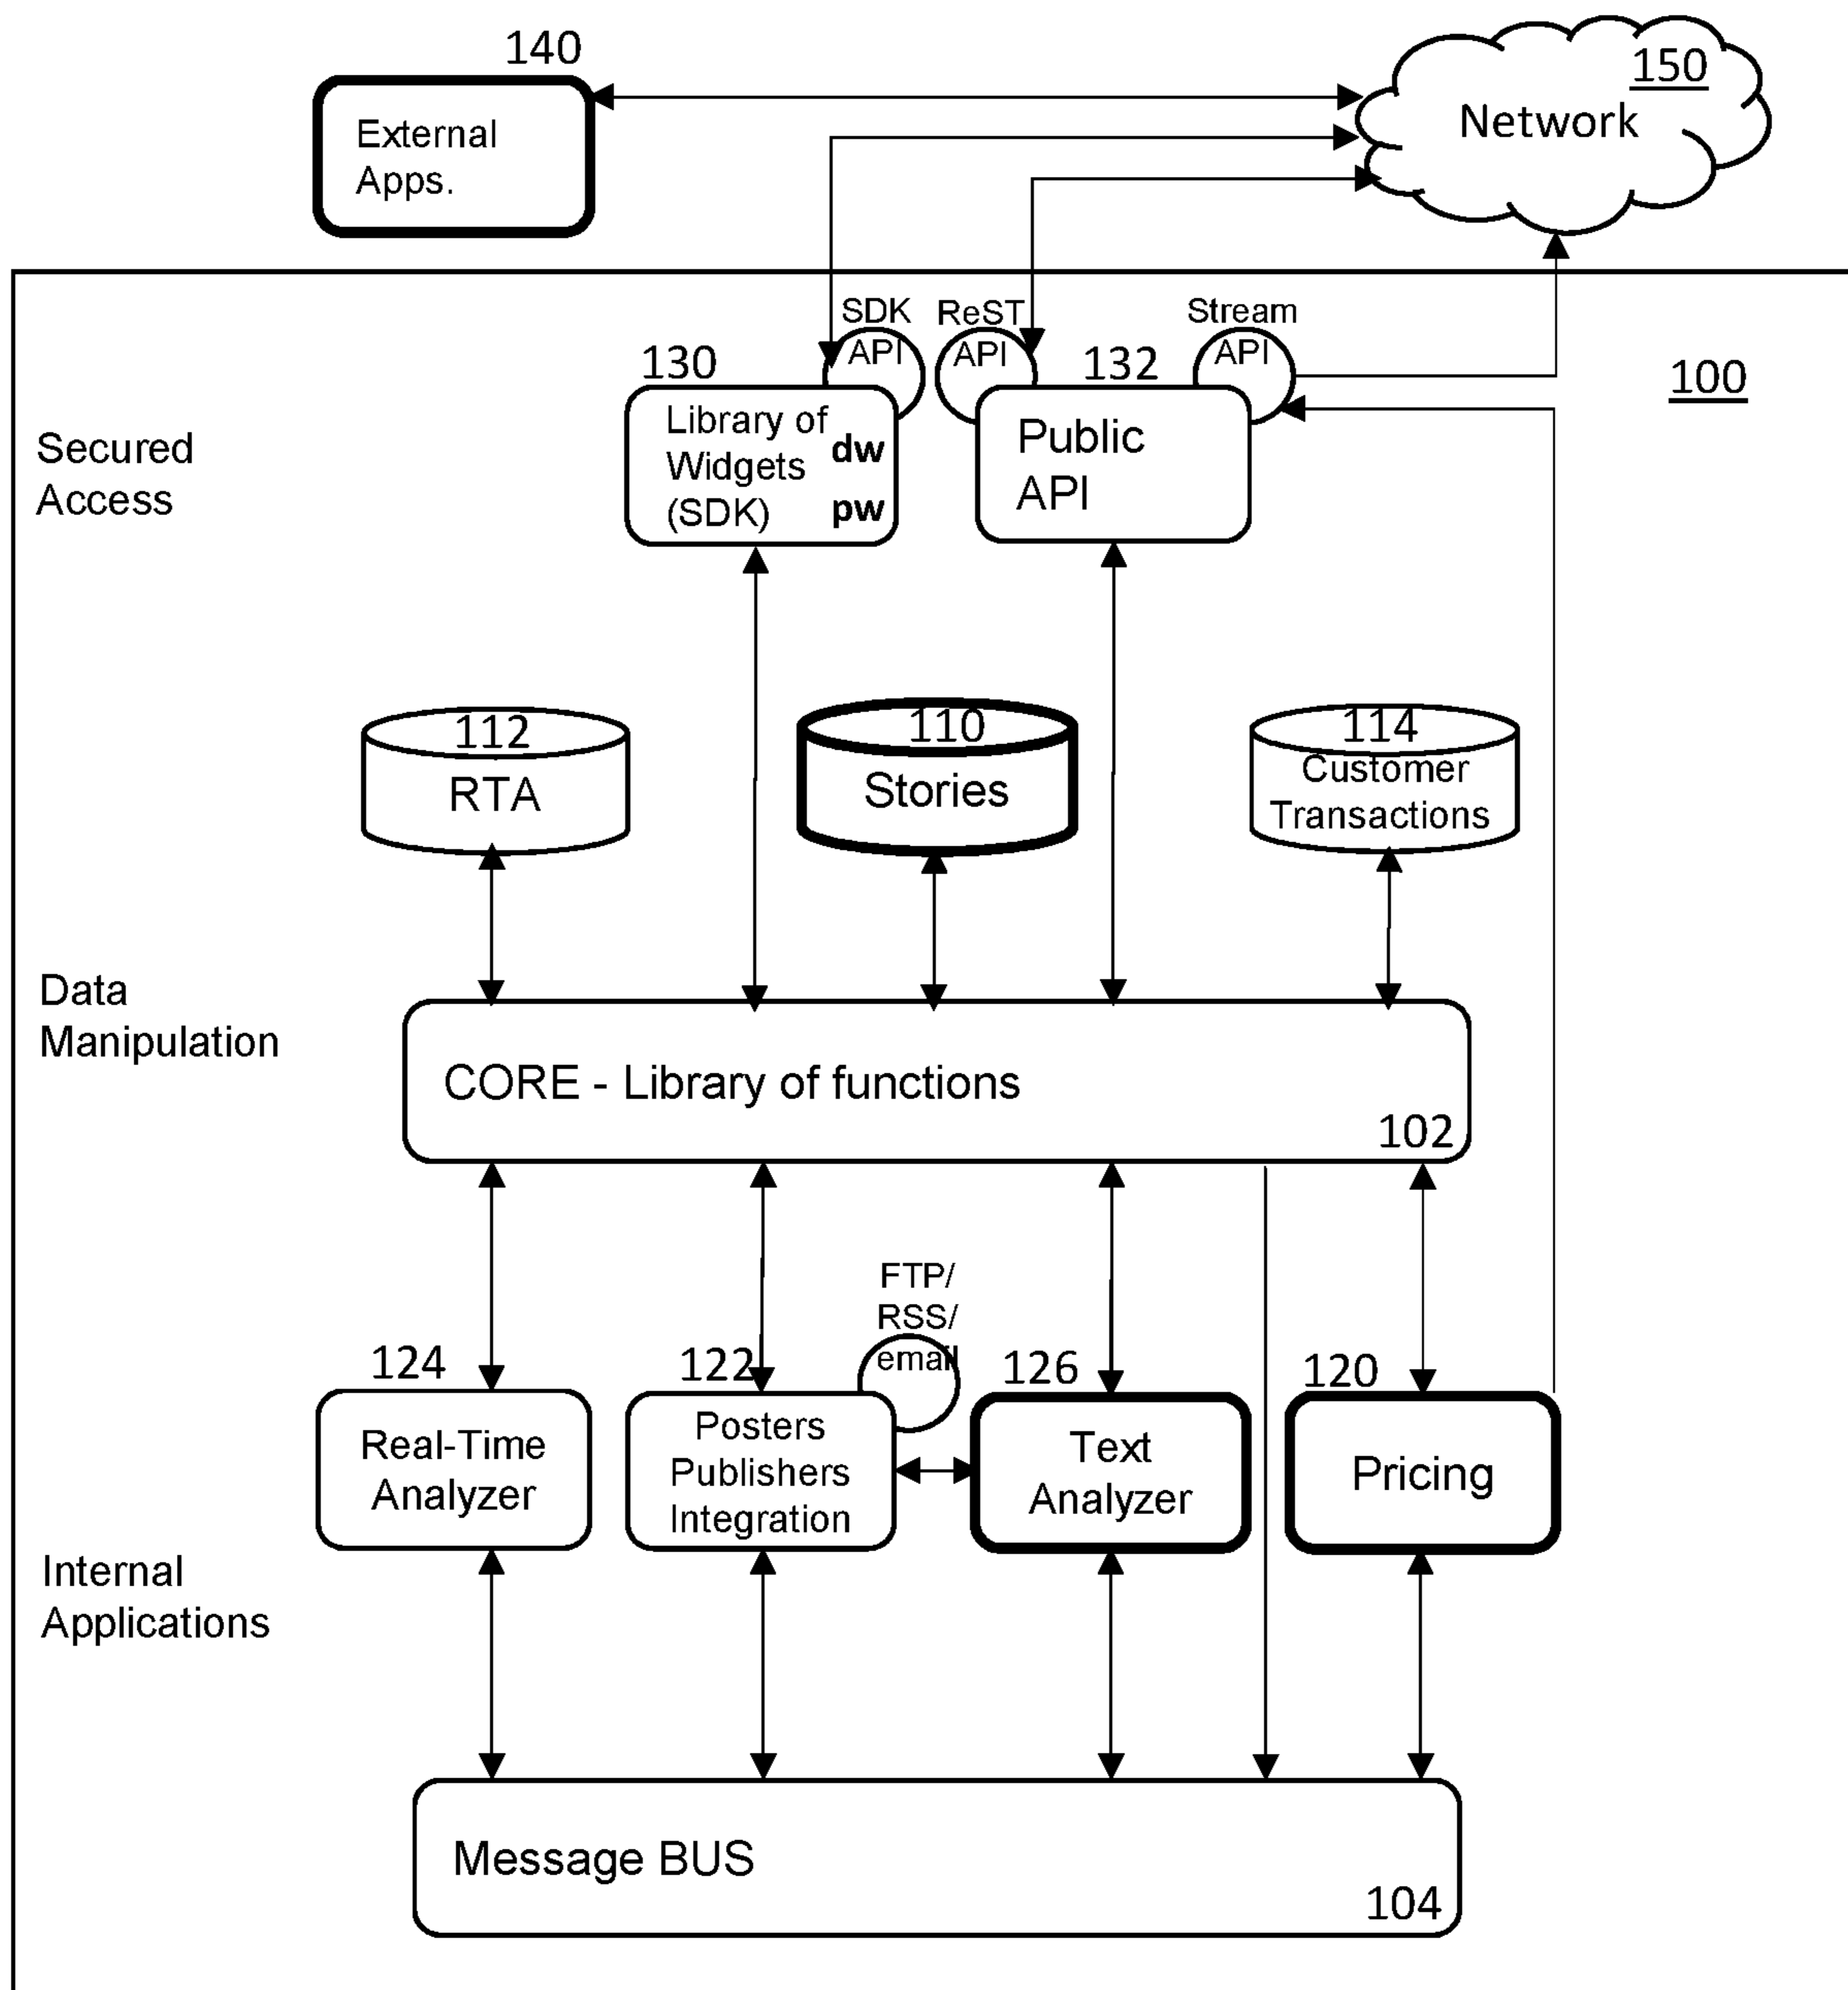 140
External
Apps.
150
Network
SDK
API
ReST
API
Stream
API
130
132
100
Library of
Widgets
(SDK)
dw
pw
Public
API
Secured
Access
112
RTA
110
Stories
114
Customer
Transactions
Data
Manipulation
CORE - Library of functions
102
FTP/
RSS/
email
124
122
126
120
Real-Time
Analyzer
Posters
Publishers
Integration
Text
Analyzer
Pricing
Internal
Applications
Message BUS
104